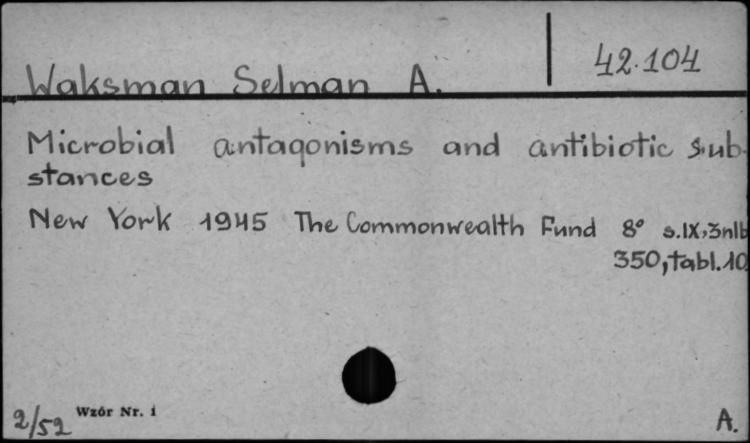 Waksman Selman A.
42.104
Microbial antagonisms and antibiotic sub-
stances
New York 1945 The Commonwealth Fund 8° s.IX,3nlb
350,tabl.10
2/52 Wzór Nr. 1
A.